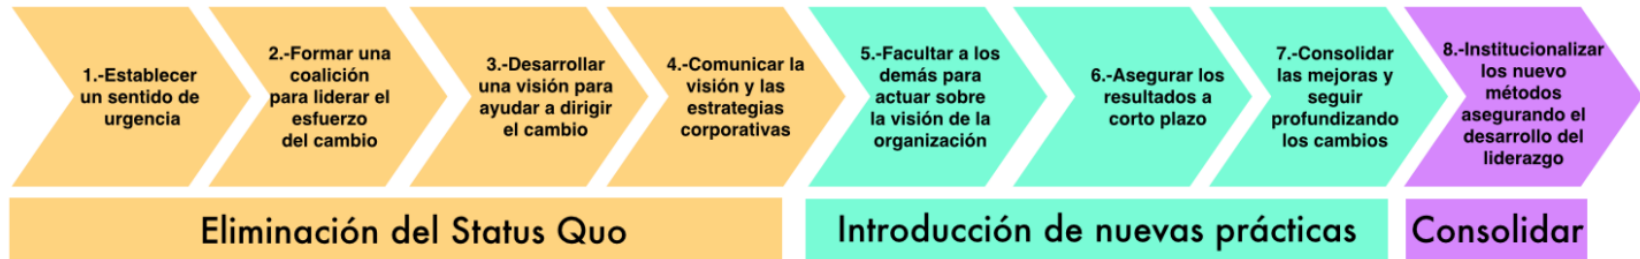 1.-Establecer
un sentido de
urgencia
2.-Formar una
coalición
para liderar el
esfuerzo
del cambio
3.-Desarrollar
una visión para
ayudar a dirigir
el cambio
4.-Comunicar la
visión y las
estrategias
corporativas
5.-Facultar a los
demás para
actuar sobre
la visión de la
organización
6.-Asegurar los
resultados a
corto plazo
7.-Consolidar
las mejoras y
seguir
profundizando
los cambios
8.-Institucionalizar
los nuevo
métodos
asegurando el
desarrollo del
liderazgo
Eliminación del Status Quo
Introducción de nuevas prácticas
Consolidar